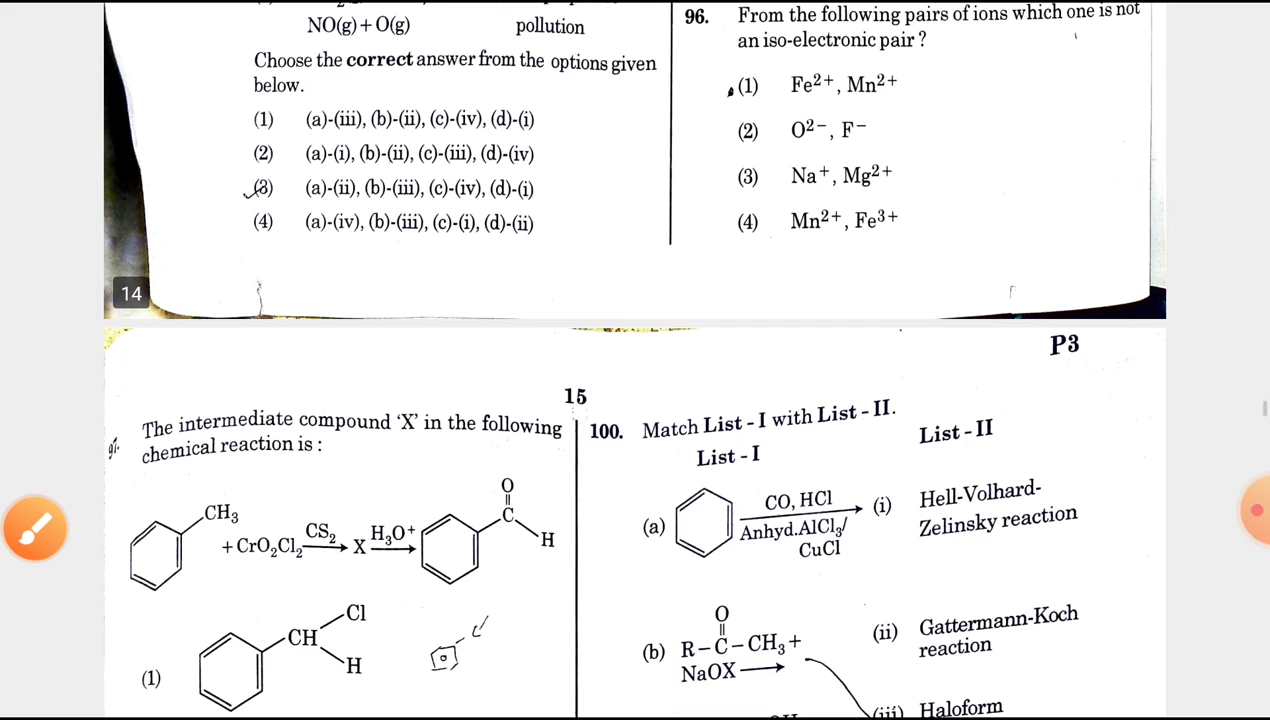 NO(g)+O(g) pollution
Choose the correct answer from the options given
below.
(1) (a)-(iii), (b)-(ii), (c)-(iv), (d)-(i)
(2) (a)-(i), (b)-(ii), (c)-(iii), (d)-(iv)
(3) (a)-(ii), (b)-(iii), (c)-(iv), (d)-(i)
(4) (a)-(iv), (b)-(iii), (c)-(i), (d)-(ii)
96. From the following pairs of ions which one is not
an iso-electronic pair ?
(1) Fe²⁺, Mn²⁺
(2) O²⁻, F⁻
(3) Na⁺, Mg²⁺
(4) Mn²⁺, Fe³⁺
14
P3
15
97. The intermediate compound 'X' in the following
chemical reaction is :
CH₃ + CrO₂Cl₂ CS₂ X H₃O⁺ O C H
(1) CH Cl H
100. Match List - I with List - II.
List - I List - II
(a) CO, HCl Anhyd.AlCl₃/ CuCl
(i) Hell-Volhard-
Zelinsky reaction
(b) R–C–CH₃+ O
NaOX
(ii) Gattermann-Koch
reaction
(iii) Haloform